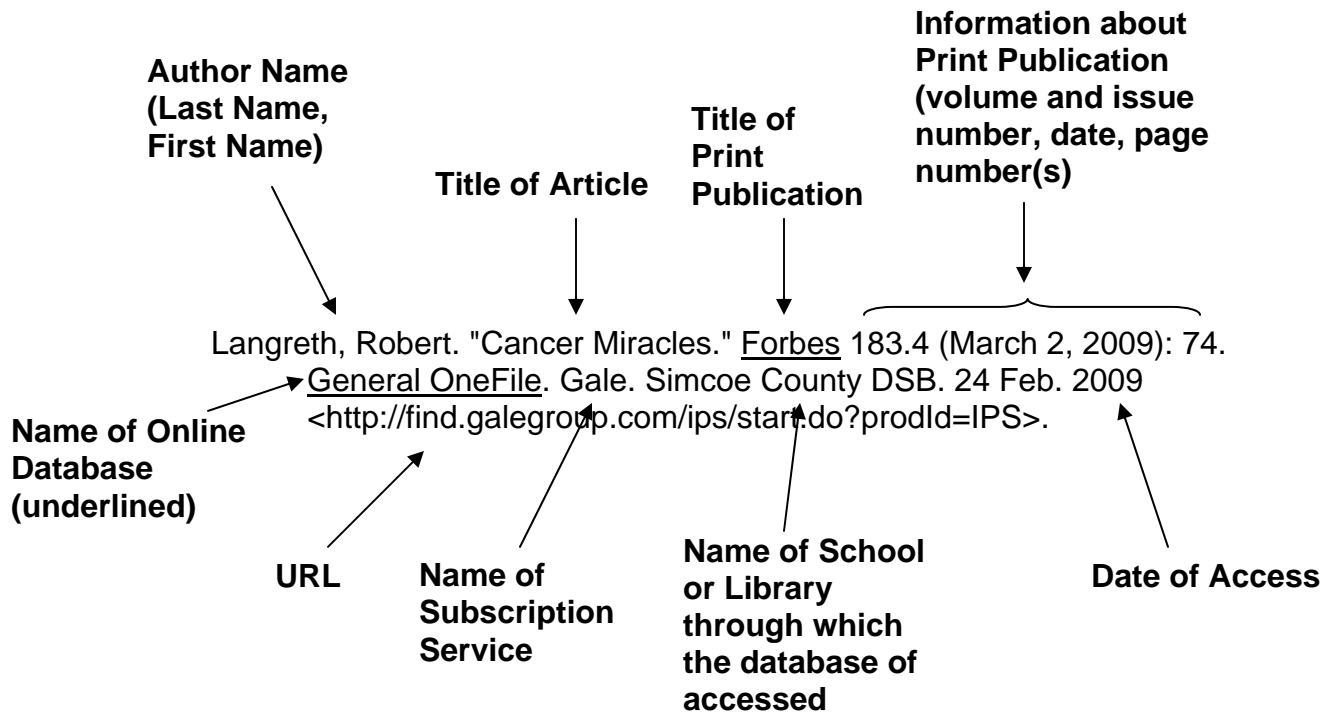 Information about
Print Publication
(volume and issue
number, date, page
number(s)
Author Name
(Last Name,
First Name)
Title of
Print
Publication
Title of Article
Langreth, Robert. "Cancer Miracles." Forbes 183.4 (March 2, 2009): 74.
General OneFile. Gale. Simcoe County DSB. 24 Feb. 2009
<http://find.galegroup.com/ips/start.do?prodId=IPS>.
Name of Online
Database
(underlined)
URL
Name of
Subscription
Service
Name of School
or Library
through which
the database of
accessed
Date of Access